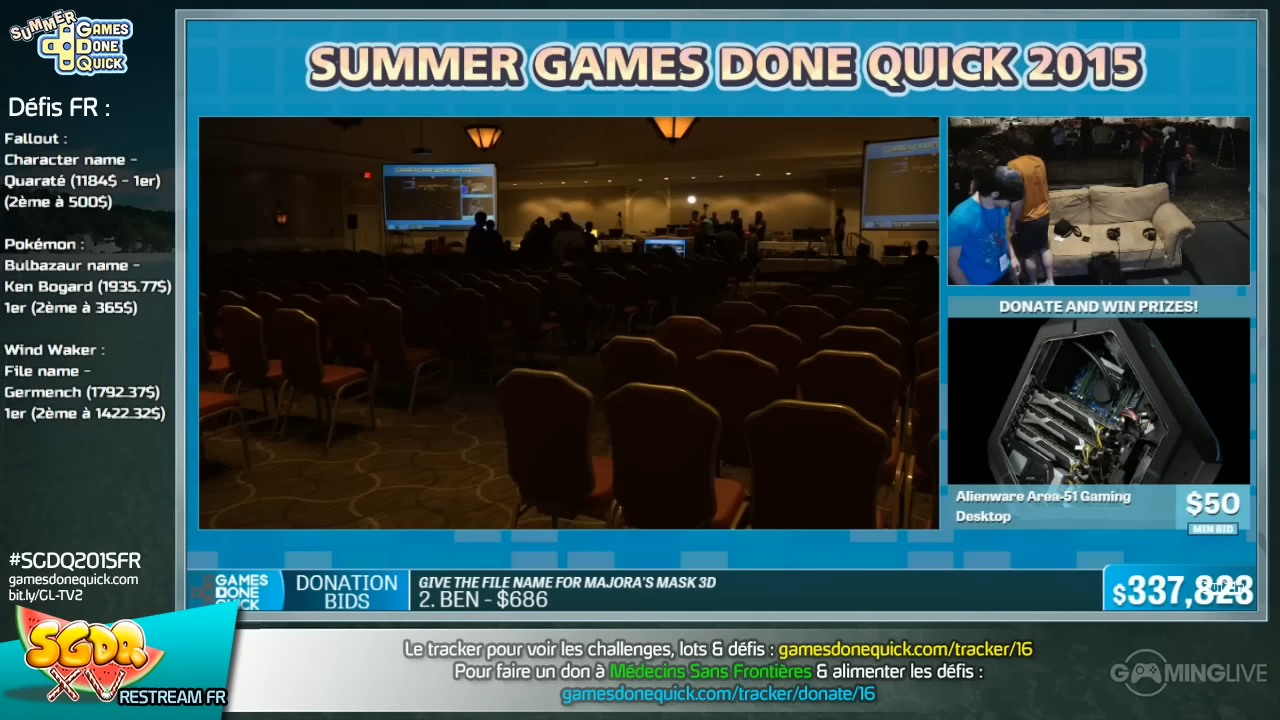 SUMMER
GAMES
DONE
QUICK
Défis FR :
Fallout :
Character name -
Quaraté (1184$ - 1er)
(2ème à 500$)
Pokémon :
Bulbazaur name -
Ken Bogard (1935.77$)
1er (2ème à 365$)
Wind Waker :
File name -
Germench (1792.37$)
1er (2ème à 1422.32$)
#SGDQ2015FR
gamesdonequick.com
bit.ly/GL-TV2
SGDQ
XV
RESTREAM FR
SUMMER GAMES DONE QUICK 2015
DONATE AND WIN PRIZES!
Alienware Area-51 Gaming
Desktop
$50
MIN BID
GAMES
DONE
QUICK
DONATION
BIDS
GIVE THE FILE NAME FOR MAJORA'S MASK 3D
2. BEN - $686
$337,828
Le tracker pour voir les challenges, lots & défis : gamesdonequick.com/tracker/16
Pour faire un don à Médecins Sans Frontières & alimenter les défis :
gamesdonequick.com/tracker/donate/16
GAMINGLIVE